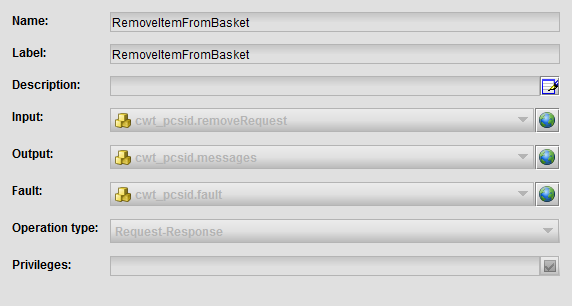 Name: RemoveItemFromBasket
Label: RemoveItemFromBasket
Description:
Input: cwt_pcsid.removeRequest
Output: cwt_pcsid.messages
Fault: cwt_pcsid.fault
Operation type: Request-Response
Privileges: